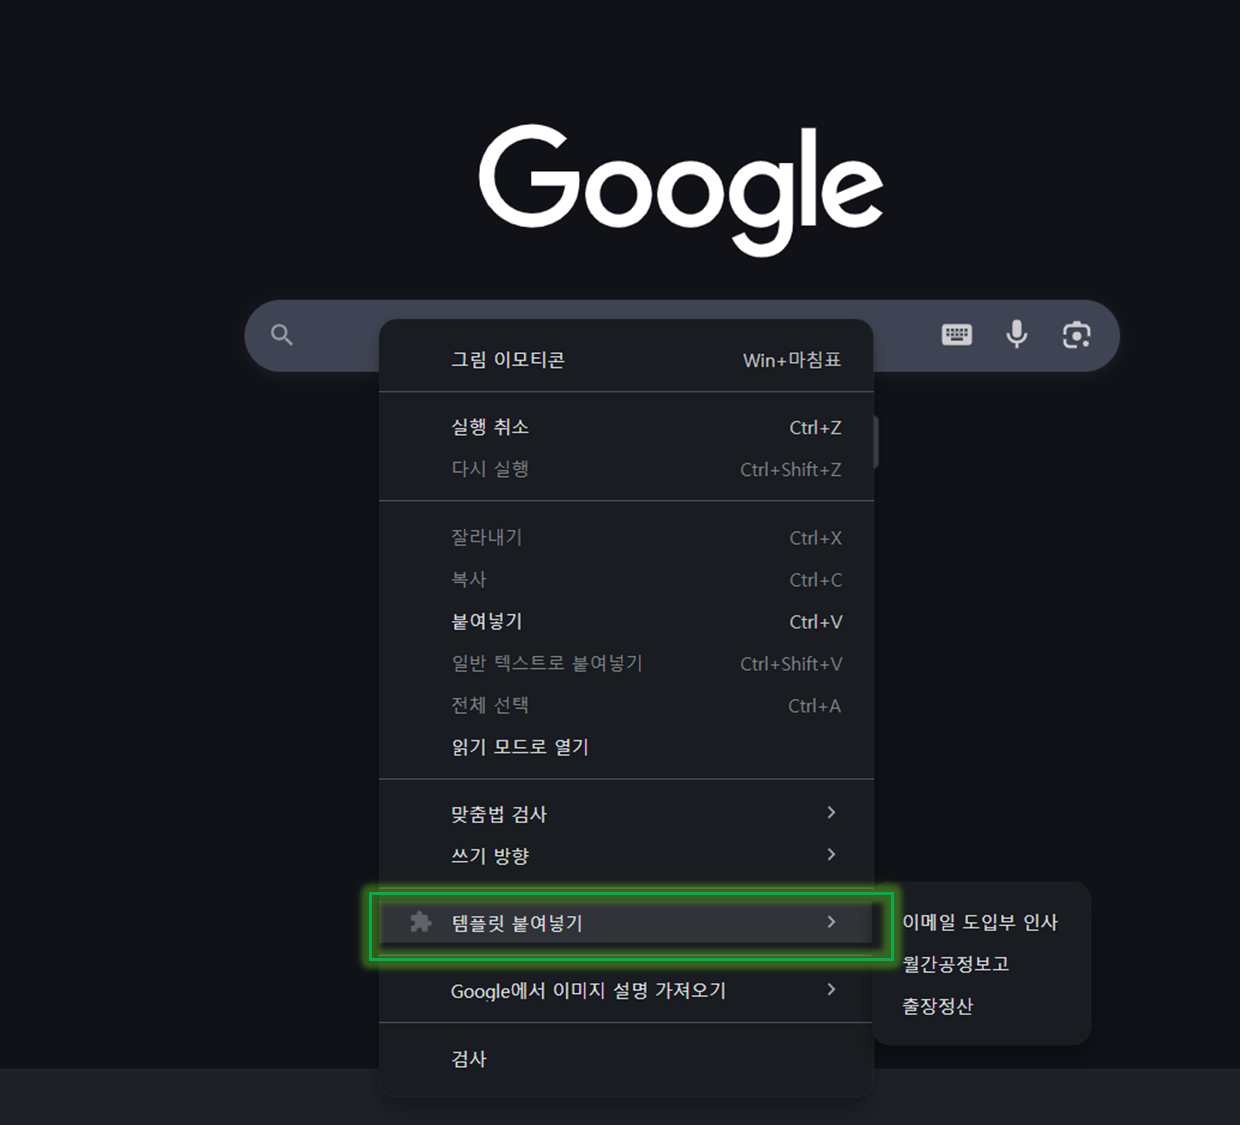 Google
그림 이모티콘 Win+마침표
실행 취소 Ctrl+Z
다시 실행 Ctrl+Shift+Z
잘라내기 Ctrl+X
복사 Ctrl+C
붙여넣기 Ctrl+V
일반 텍스트로 붙여넣기 Ctrl+Shift+V
전체 선택 Ctrl+A
읽기 모드로 열기
맞춤법 검사
쓰기 방향
템플릿 붙여넣기
이메일 도입부 인사
월간공정보고
출장정산
Google에서 이미지 설명 가져오기
검사